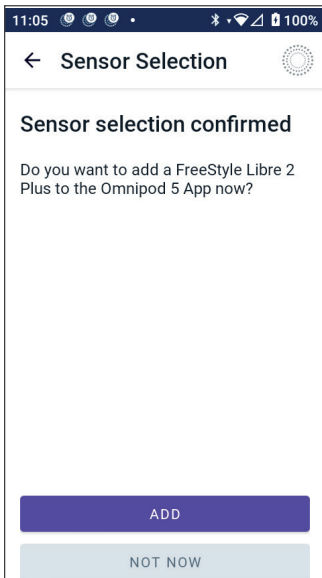 11:05 100%
Sensor Selection
Sensor selection confirmed
Do you want to add a FreeStyle Libre 2
Plus to the Omnipod 5 App now?
ADD
NOT NOW